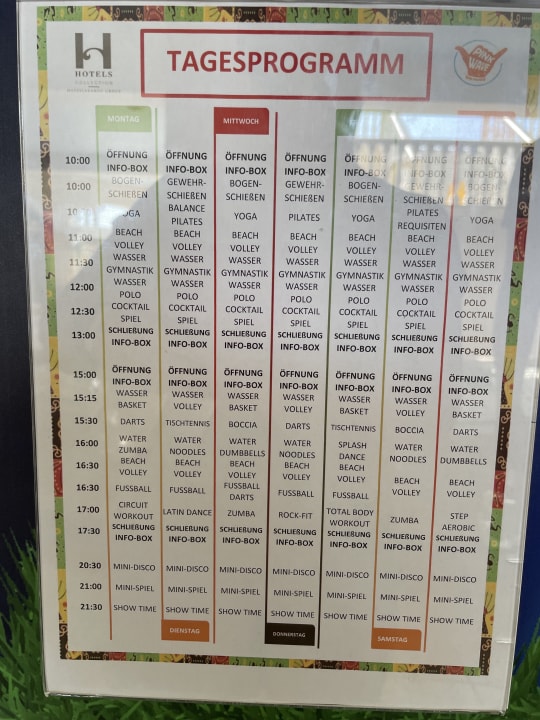 H
HOTELS
COLLECTION
TAGESPROGRAMM
PINK
WAVE
MONTAG MITTWOCH
10:00 ÖFFNUNG ÖFFNUNG ÖFFNUNG ÖFFNUNG ÖFFNUNG ÖFFNUNG ÖFFNUNG
INFO-BOX INFO-BOX INFO-BOX INFO-BOX INFO-BOX INFO-BOX INFO-BOX
10:00 BOGEN- GEWEHR- BOGEN- GEWEHR- BOGEN- GEWEHR- BOGEN-
SCHIEßEN SCHIEßEN SCHIEßEN SCHIEßEN SCHIEßEN SCHIEßEN SCHIEßEN
YOGA BALANCE PILATES YOGA PILATES YOGA PILATES REQUISITEN YOGA
11:00 BEACH BEACH BEACH BEACH BEACH BEACH BEACH
VOLLEY VOLLEY VOLLEY VOLLEY VOLLEY VOLLEY VOLLEY
11:30 WASSER WASSER WASSER WASSER WASSER WASSER WASSER
GYMNASTIK GYMNASTIK GYMNASTIK GYMNASTIK GYMNASTIK GYMNASTIK GYMNASTIK
12:00 WASSER WASSER WASSER WASSER WASSER WASSER WASSER
POLO POLO POLO POLO POLO POLO POLO
12:30 COCKTAIL COCKTAIL COCKTAIL COCKTAIL COCKTAIL COCKTAIL COCKTAIL
SPIEL SPIEL SPIEL SPIEL SPIEL SPIEL SPIEL
13:00 SCHLIEßUNG SCHLIEßUNG SCHLIEßUNG SCHLIEßUNG SCHLIEßUNG SCHLIEßUNG SCHLIEßUNG
INFO-BOX INFO-BOX INFO-BOX INFO-BOX INFO-BOX INFO-BOX INFO-BOX
15:00 ÖFFNUNG ÖFFNUNG ÖFFNUNG ÖFFNUNG ÖFFNUNG ÖFFNUNG ÖFFNUNG
INFO-BOX INFO-BOX INFO-BOX INFO-BOX INFO-BOX INFO-BOX INFO-BOX
15:15 WASSER WASSER WASSER WASSER WASSER WASSER WASSER
BASKET VOLLEY BASKET VOLLEY BASKET VOLLEY BASKET
15:30 DARTS TISCHTENNIS BOCCIA DARTS TISCHTENNIS BOCCIA DARTS
16:00 WATER WATER WATER WATER SPLASH WATER WATER
ZUMBA NOODLES DUMBBELLS NOODLES DANCE NOODLES DUMBBELLS
16:30 BEACH BEACH BEACH BEACH BEACH BEACH BEACH
VOLLEY VOLLEY VOLLEY VOLLEY VOLLEY VOLLEY VOLLEY
16:30 FUSSBALL FUSSBALL FUSSBALL DARTS FUSSBALL FUSSBALL
17:00 CIRCUIT WORKOUT LATIN DANCE ZUMBA ROCK-FIT TOTAL BODY WORKOUT ZUMBA STEP AEROBIC
17:30 SCHLIEßUNG SCHLIEßUNG SCHLIEßUNG SCHLIEßUNG SCHLIEßUNG SCHLIEßUNG SCHLIEßUNG
INFO-BOX INFO-BOX INFO-BOX INFO-BOX INFO-BOX INFO-BOX INFO-BOX
20:30 MINI-DISCO MINI-DISCO MINI-DISCO MINI-DISCO MINI-DISCO MINI-DISCO MINI-DISCO
21:00 MINI-SPIEL MINI-SPIEL MINI-SPIEL MINI-SPIEL MINI-SPIEL MINI-SPIEL MINI-SPIEL
21:30 SHOW TIME SHOW TIME SHOW TIME SHOW TIME SHOW TIME SHOW TIME SHOW TIME
DIENSTAG DONNERSTAG SAMSTAG